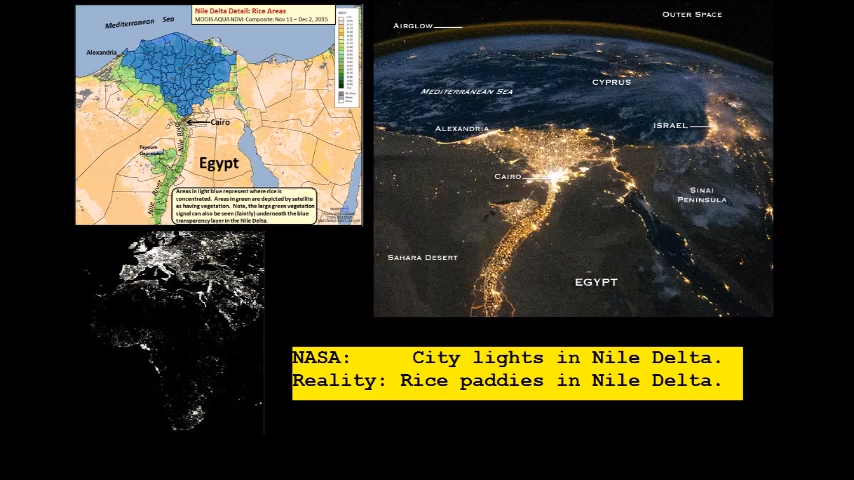 Nile Delta Detail: Rice Areas
MODIS AQUA NDVI Composite: Nov 11 – Dec 2, 2015
Mediterranean Sea
Alexandria
Cairo
Fayoum
Depression
Egypt
Areas in light blue represent where rice is
concentrated. Areas in green are depicted by satellite
as having vegetation. Note, the large green vegetation
signal can also be seen (faintly) underneath the blue
transparency layer in the Nile Delta.
AIRGLOW
OUTER SPACE
CYPRUS
MEDITERRANEAN SEA
ISRAEL
ALEXANDRIA
CAIRO
SINAI
PENINSULA
SAHARA DESERT
EGYPT
NASA: City lights in Nile Delta.
Reality: Rice paddies in Nile Delta.